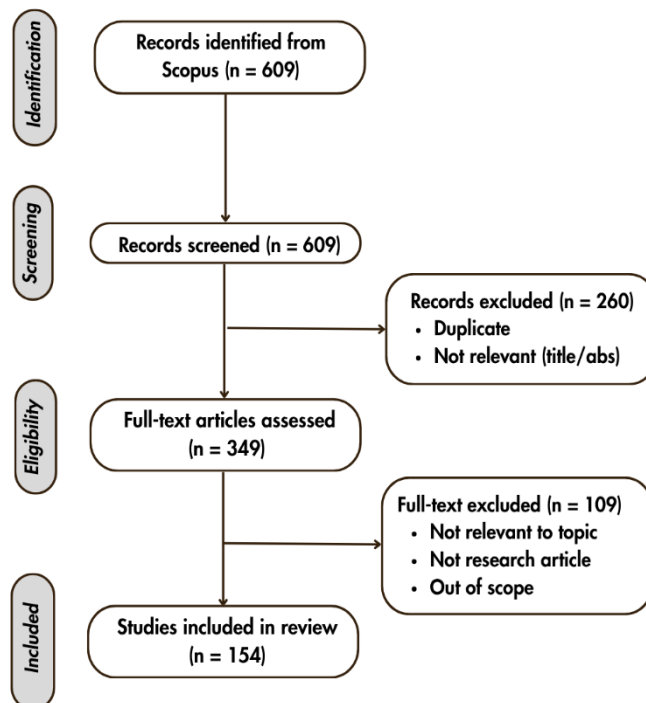 Identification
Records identified from
Scopus (n = 609)
Screening
Records screened (n = 609)
Records excluded (n = 260)
• Duplicate
• Not relevant (title/abs)
Eligibility
Full-text articles assessed
(n = 349)
Full-text excluded (n = 109)
• Not relevant to topic
• Not research article
• Out of scope
Included
Studies included in review
(n = 154)